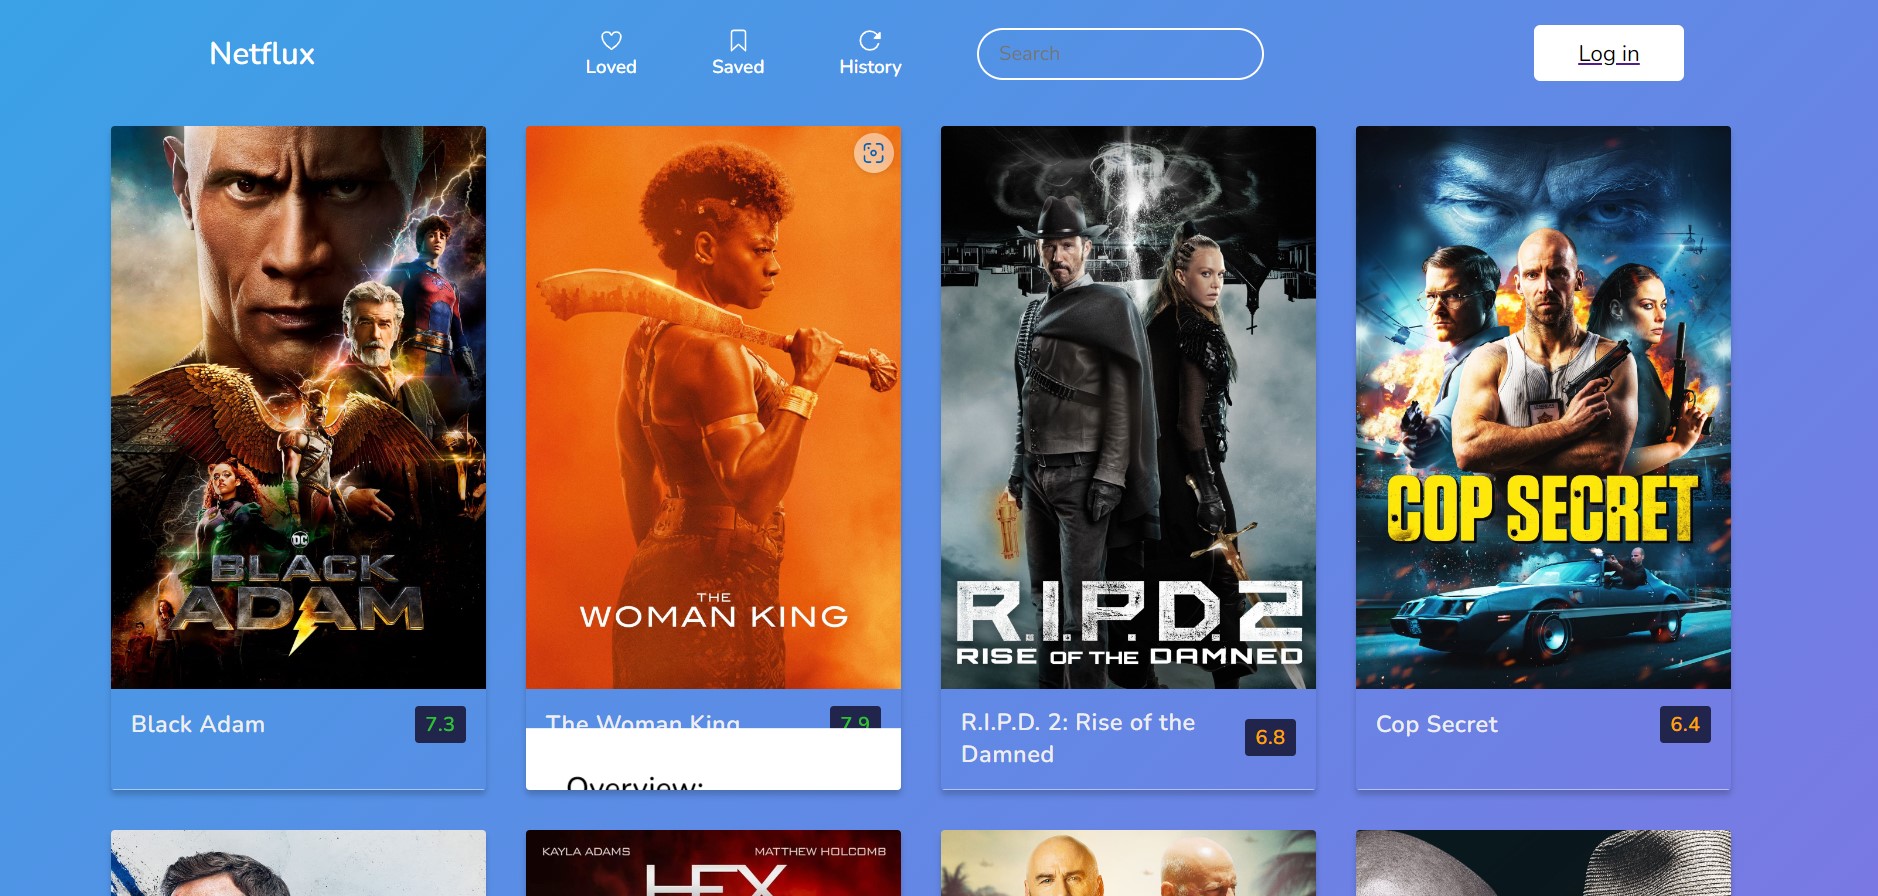 Netflux
Loved
Saved
History
Search
Log in
DC
BLACK
ADAM
THE
WOMAN KING
R.I.P.D. 2
RISE OF THE DAMNED
COP SECRET
Black Adam
7.3
The Woman King
7.9
Overview:
R.I.P.D. 2: Rise of the
Damned
6.8
Cop Secret
6.4
KAYLA ADAMS
MATTHEW HOLCOMB
HEX